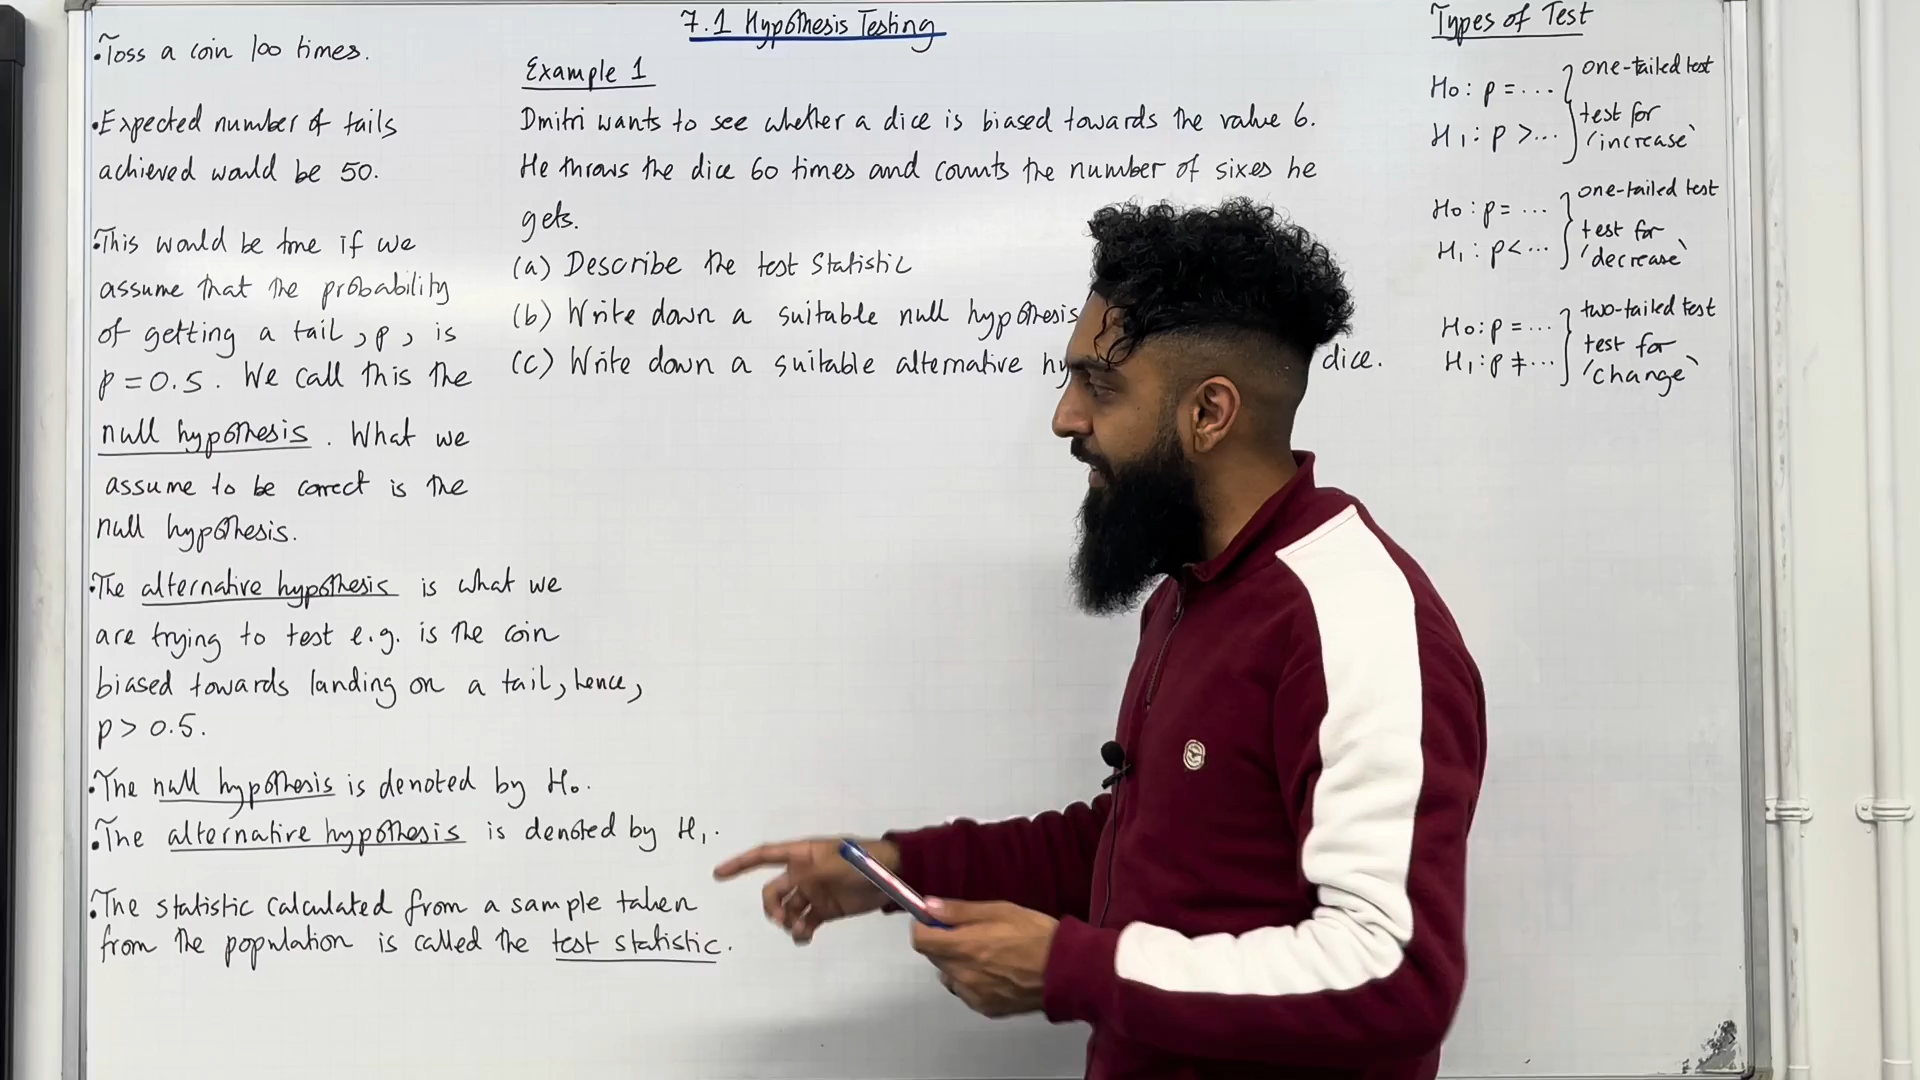 7.1 Hypothesis Testing
• Toss a coin 100 times.
• Expected number of tails
achieved would be 50.
• This would be true if we
assume that the probability
of getting a tail, p, is
p = 0.5. We call this the
null hypothesis. What we
assume to be correct is the
null hypothesis.
• The alternative hypothesis is what we
are trying to test e.g. is the coin
biased towards landing on a tail, hence,
p > 0.5.
• The null hypothesis is denoted by H₀.
• The alternative hypothesis is denoted by H₁.
• The statistic calculated from a sample taken
from the population is called the test statistic.
Example 1
Dmitri wants to see whether a dice is biased towards the value 6.
He throws the dice 60 times and counts the number of sixes he
gets.
(a) Describe the test statistic
(b) Write down a suitable null hypothesis
(c) Write down a suitable alternative hy dice.
Types of Test
H₀: p = ... one-tailed test
H₁: p > ... test for
'increase'
H₀: p = ... one-tailed test
H₁: p < ... test for
'decrease'
H₀: p = ... two-tailed test
H₁: p ≠ ... test for
'change'